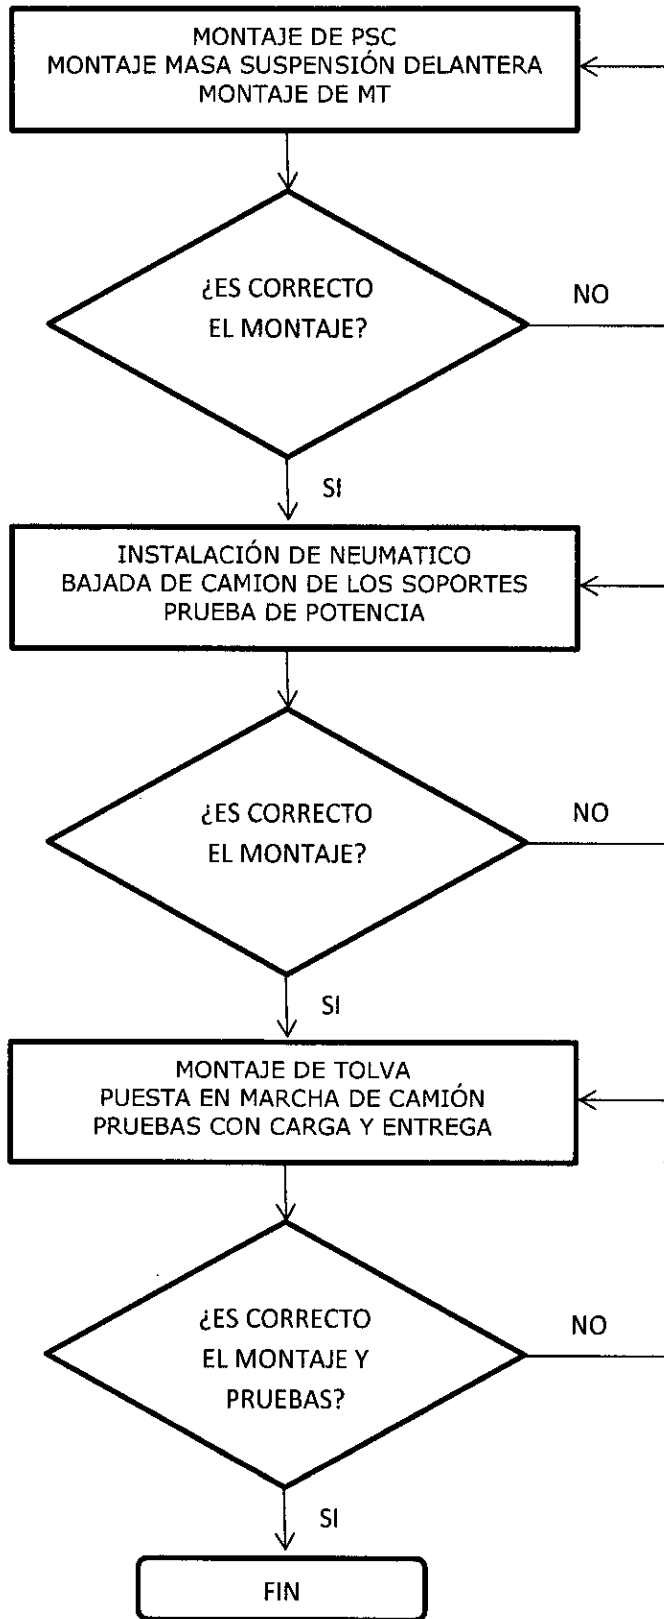 MONTAJE DE PSC
MONTAJE MASA SUSPENSIÓN DELANTERA
MONTAJE DE MT
¿ES CORRECTO
EL MONTAJE?
NO
SI
INSTALACIÓN DE NEUMATICO
BAJADA DE CAMION DE LOS SOPORTES
PRUEBA DE POTENCIA
¿ES CORRECTO
EL MONTAJE?
NO
SI
MONTAJE DE TOLVA
PUESTA EN MARCHA DE CAMIÓN
PRUEBAS CON CARGA Y ENTREGA
¿ES CORRECTO
EL MONTAJE Y
PRUEBAS?
NO
SI
FIN